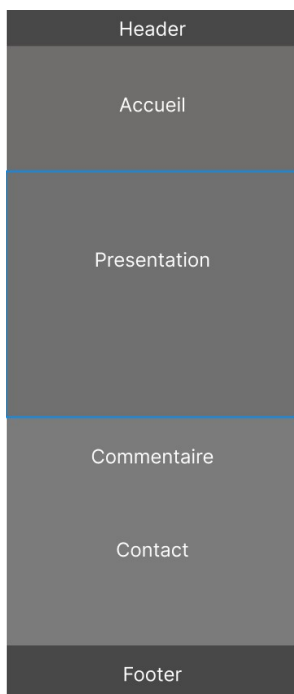 Header
Accueil
Presentation
Commentaire
Contact
Footer